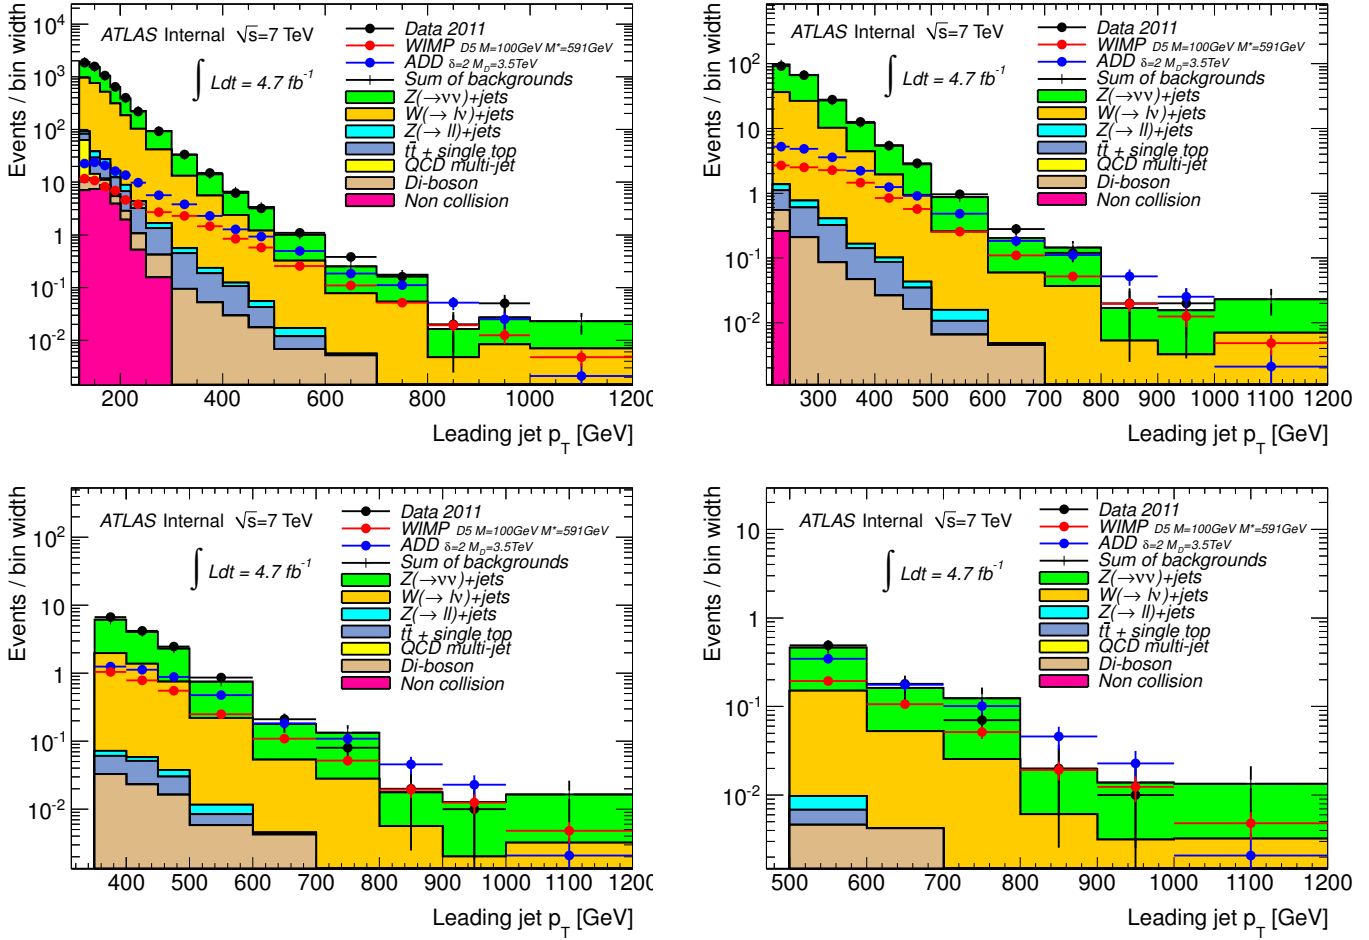 Events / bin width
10⁴
10³
10²
10
1
10⁻¹
10⁻²
ATLAS Internal √s=7 TeV
∫ Ldt = 4.7 fb⁻¹
Data 2011
WIMP D5 M=100GeV M*=591GeV
ADD δ=2 M_D=3.5TeV
Sum of backgrounds
Z(→νν)+jets
W(→ lν)+jets
Z(→ ll)+jets
tt̄ + single top
QCD multi-jet
Di-boson
Non collision
200 400 600 800 1000 1200
Leading jet p_T [GeV]
Events / bin width
10²
10
1
10⁻¹
10⁻²
ATLAS Internal √s=7 TeV
∫ Ldt = 4.7 fb⁻¹
Data 2011
WIMP D5 M=100GeV M*=591GeV
ADD δ=2 M_D=3.5TeV
Sum of backgrounds
Z(→νν)+jets
W(→ lν)+jets
Z(→ ll)+jets
tt̄ + single top
QCD multi-jet
Di-boson
Non collision
300 400 500 600 700 800 900 1000 1100 1200
Leading jet p_T [GeV]
Events / bin width
10²
10
1
10⁻¹
10⁻²
ATLAS Internal √s=7 TeV
∫ Ldt = 4.7 fb⁻¹
Data 2011
WIMP D5 M=100GeV M*=591GeV
ADD δ=2 M_D=3.5TeV
Sum of backgrounds
Z(→νν)+jets
W(→ lν)+jets
Z(→ ll)+jets
tt̄ + single top
QCD multi-jet
Di-boson
Non collision
400 500 600 700 800 900 1000 1100 1200
Leading jet p_T [GeV]
Events / bin width
10
1
10⁻¹
10⁻²
ATLAS Internal √s=7 TeV
∫ Ldt = 4.7 fb⁻¹
Data 2011
WIMP D5 M=100GeV M*=591GeV
ADD δ=2 M_D=3.5TeV
Sum of backgrounds
Z(→νν)+jets
W(→ lν)+jets
Z(→ ll)+jets
tt̄ + single top
QCD multi-jet
Di-boson
Non collision
500 600 700 800 900 1000 1100 1200
Leading jet p_T [GeV]